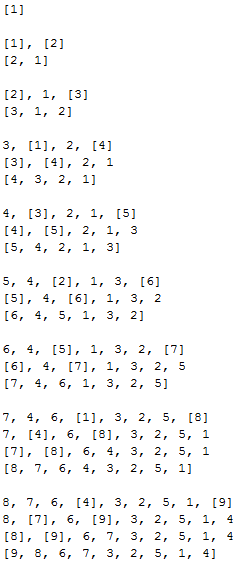 [1]
[1], [2]
[2, 1]
[2], 1, [3]
[3, 1, 2]
3, [1], 2, [4]
[3], [4], 2, 1
[4, 3, 2, 1]
4, [3], 2, 1, [5]
[4], [5], 2, 1, 3
[5, 4, 2, 1, 3]
5, 4, [2], 1, 3, [6]
[5], 4, [6], 1, 3, 2
[6, 4, 5, 1, 3, 2]
6, 4, [5], 1, 3, 2, [7]
[6], 4, [7], 1, 3, 2, 5
[7, 4, 6, 1, 3, 2, 5]
7, 4, 6, [1], 3, 2, 5, [8]
7, [4], 6, [8], 3, 2, 5, 1
[7], [8], 6, 4, 3, 2, 5, 1
[8, 7, 6, 4, 3, 2, 5, 1]
8, 7, 6, [4], 3, 2, 5, 1, [9]
8, [7], 6, [9], 3, 2, 5, 1, 4
[8], [9], 6, 7, 3, 2, 5, 1, 4
[9, 8, 6, 7, 3, 2, 5, 1, 4]